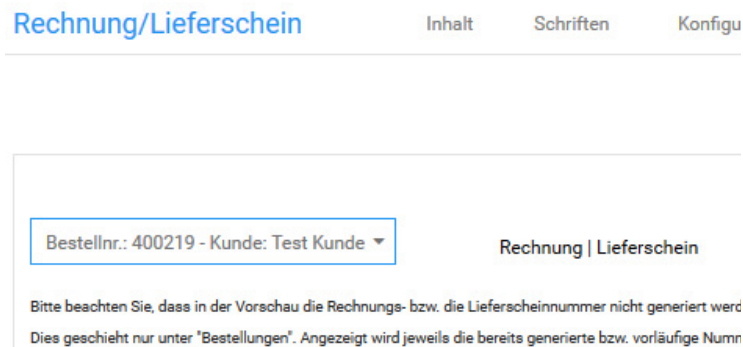 Rechnung/Lieferschein Inhalt Schriften
Bestellnr.: 400219 - Kunde: Test Kunde Rechnung | Lieferschein
Bitte beachten Sie, dass in der Vorschau die Rechnungs- bzw. die Lieferscheinnummer nicht generiert
Dies geschieht nur unter "Bestellungen". Angezeigt wird jeweils die bereits generierte bzw. vorläufige